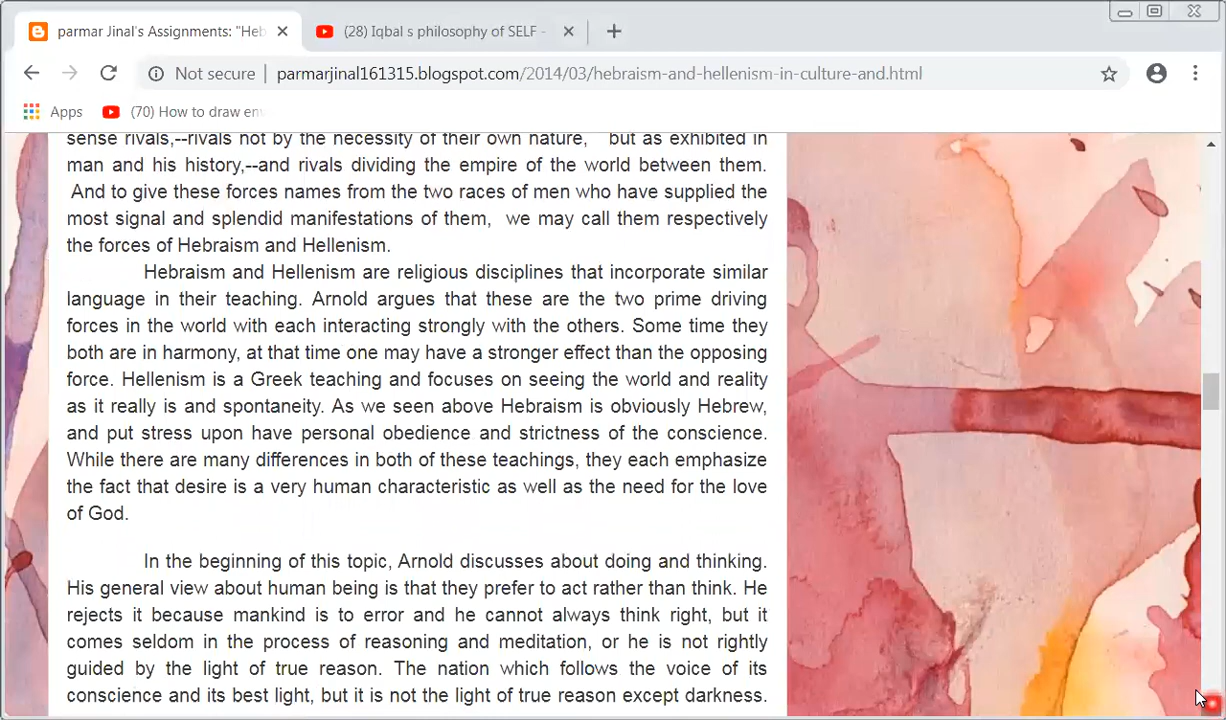 parmar Jinal's Assignments: "Heb
(28) Iqbal s philosophy of SELF -
Not secure
parmarjinal161315.blogspot.com/2014/03/hebraism-and-hellenism-in-culture-and.html
Apps
(70) How to draw en
sense rivals,--rivals not by the necessity of their own nature, but as exhibited in
man and his history,--and rivals dividing the empire of the world between them.
And to give these forces names from the two races of men who have supplied the
most signal and splendid manifestations of them, we may call them respectively
the forces of Hebraism and Hellenism.
Hebraism and Hellenism are religious disciplines that incorporate similar
language in their teaching. Arnold argues that these are the two prime driving
forces in the world with each interacting strongly with the others. Some time they
both are in harmony, at that time one may have a stronger effect than the opposing
force. Hellenism is a Greek teaching and focuses on seeing the world and reality
as it really is and spontaneity. As we seen above Hebraism is obviously Hebrew,
and put stress upon have personal obedience and strictness of the conscience.
While there are many differences in both of these teachings, they each emphasize
the fact that desire is a very human characteristic as well as the need for the love
of God.
In the beginning of this topic, Arnold discusses about doing and thinking.
His general view about human being is that they prefer to act rather than think. He
rejects it because mankind is to error and he cannot always think right, but it
comes seldom in the process of reasoning and meditation, or he is not rightly
guided by the light of true reason. The nation which follows the voice of its
conscience and its best light, but it is not the light of true reason except darkness.